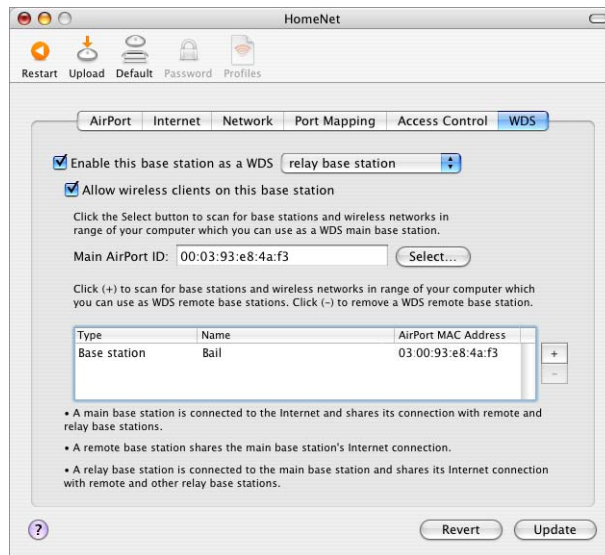 HomeNet
Restart Upload Default Password Profiles
AirPort Internet Network Port Mapping Access Control WDS
Enable this base station as a WDS relay base station
Allow wireless clients on this base station
Click the Select button to scan for base stations and wireless networks in
range of your computer which you can use as a WDS main base station.
Main AirPort ID: 00:03:93:e8:4a:f3 Select...
Click (+) to scan for base stations and wireless networks in range of your computer which
you can use as WDS remote base stations. Click (–) to remove a WDS remote base station.
Type Name AirPort MAC Address
Base station Bail 03:00:93:e8:4a:f3
+
–
• A main base station is connected to the Internet and shares its connection with remote and
relay base stations.
• A remote base station shares the main base station's Internet connection.
• A relay base station is connected to the main base station and shares its Internet connection
with remote and other relay base stations.
? Revert Update